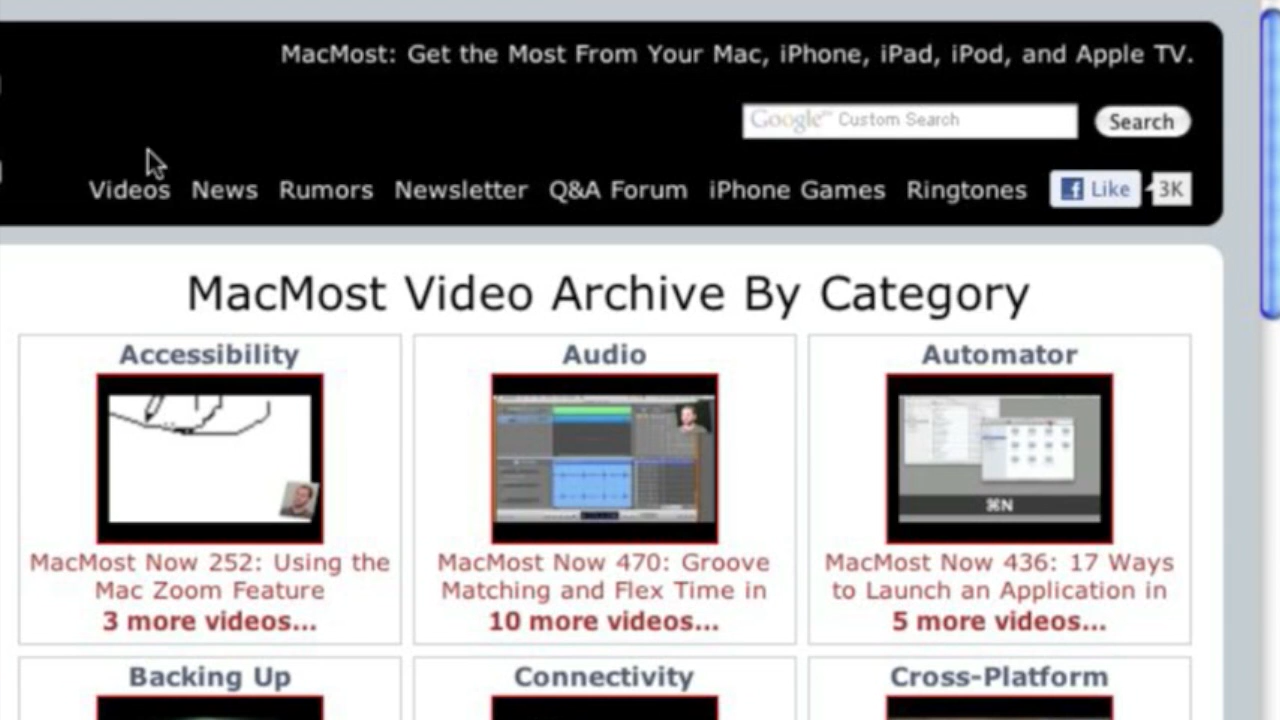 MacMost: Get the Most From Your Mac, iPhone, iPad, iPod, and Apple TV.
Google™ Custom Search
Search
Videos News Rumors Newsletter Q&A Forum iPhone Games Ringtones Like 3K
MacMost Video Archive By Category
Accessibility
Audio
Automator
⌘N
MacMost Now 252: Using the
Mac Zoom Feature
3 more videos...
MacMost Now 470: Groove
Matching and Flex Time in
10 more videos...
MacMost Now 436: 17 Ways
to Launch an Application in
5 more videos...
Backing Up
Connectivity
Cross-Platform